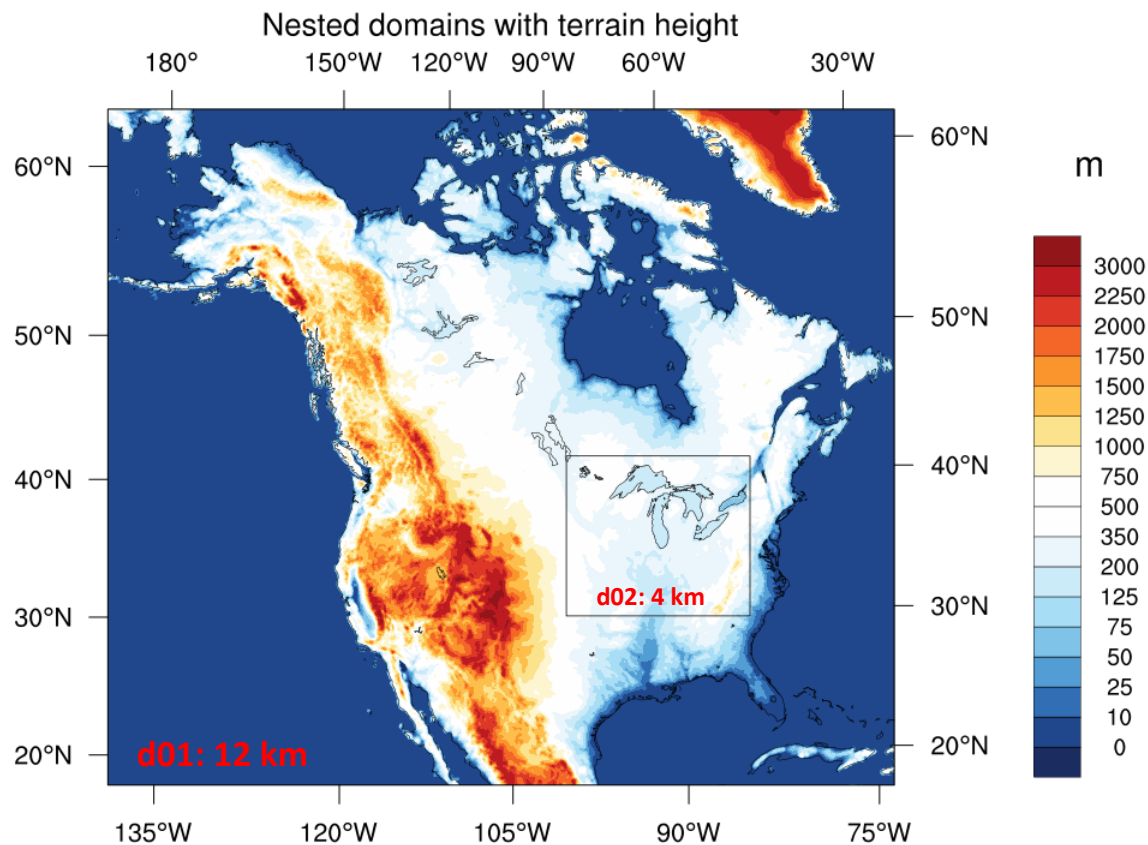 Nested domains with terrain height
180° 150°W 120°W 90°W 60°W 30°W
60°N 60°N
m
50°N 50°N
40°N 40°N
30°N 30°N
20°N 20°N
d02: 4 km
d01: 12 km
135°W 120°W 105°W 90°W 75°W
3000
2250
2000
1750
1500
1250
1000
750
500
350
200
125
75
50
25
10
0